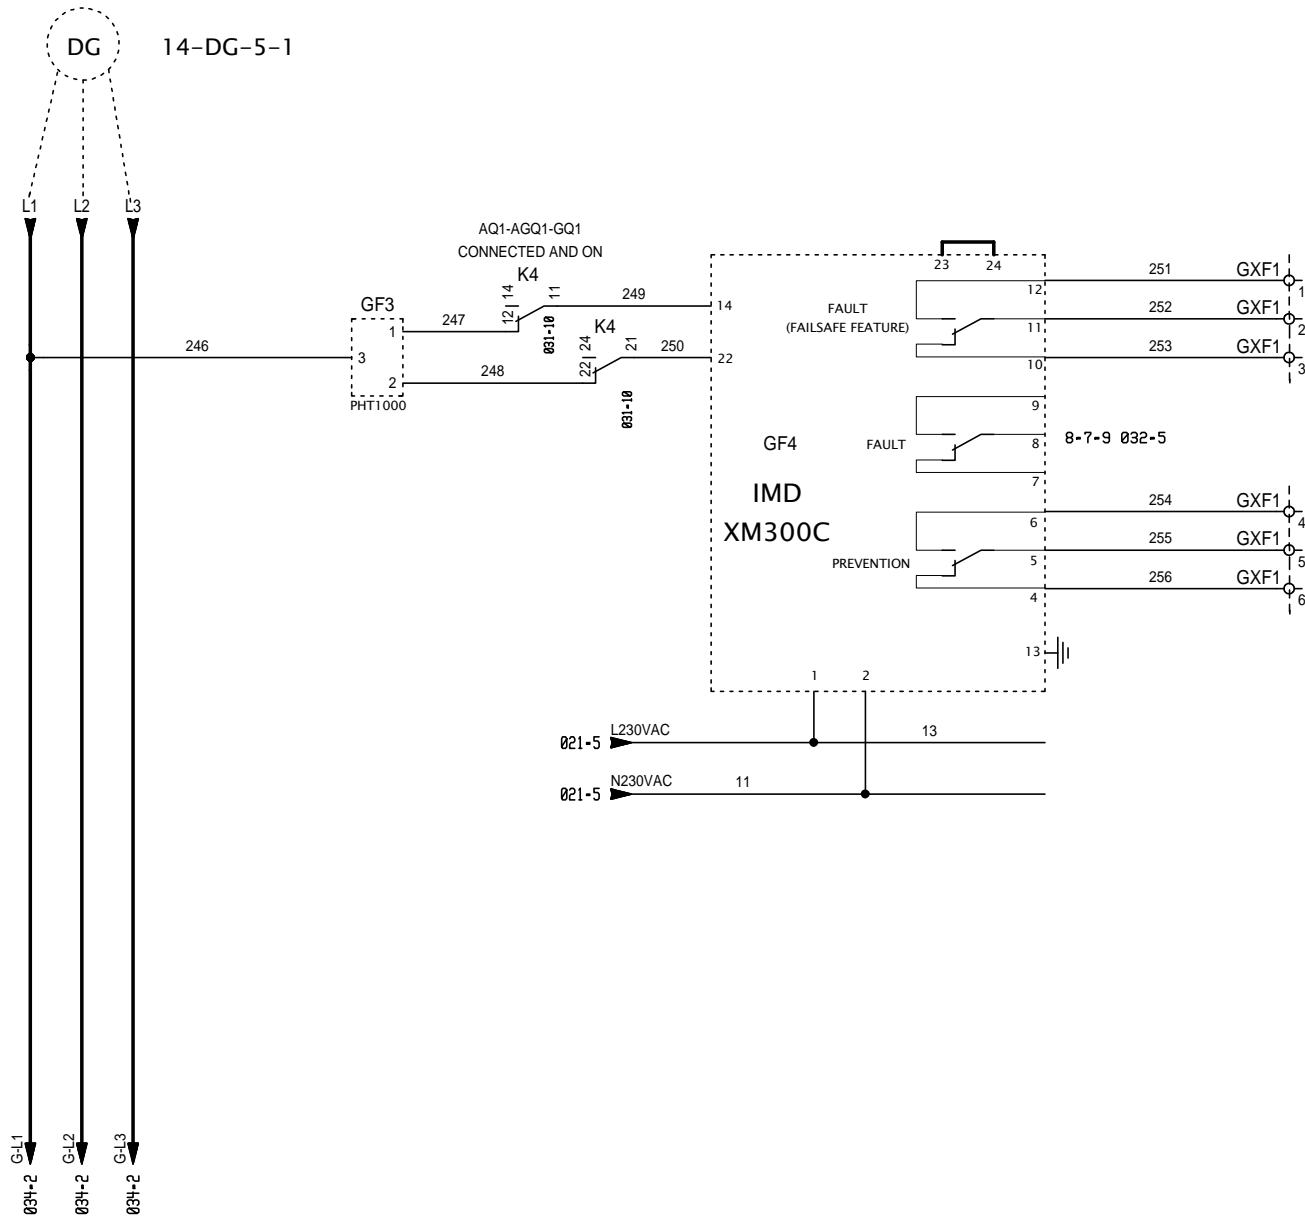 DG 14-DG-5-1
L1 L2 L3
AQ1-AGQ1-GQ1
CONNECTED AND ON
K4
14 11 249
12
031-10
GF3
1 247
246 3
2 248
PHT1000
K4
24 21 250
22
031-10
23 24
14
22
GF4
IMD
XM300C
FAULT
(FAILSAFE FEATURE)
12 251 GXF1 1
11 252 GXF1 2
10 253 GXF1 3
9
FAULT 8 8-7-9 032-5
7
6 254 GXF1 4
PREVENTION 5 255 GXF1 5
4 256 GXF1 6
13
1 2
021-5 L230VAC 13
021-5 N230VAC 11
G-L1 G-L2 G-L3
034-2 034-2 034-2